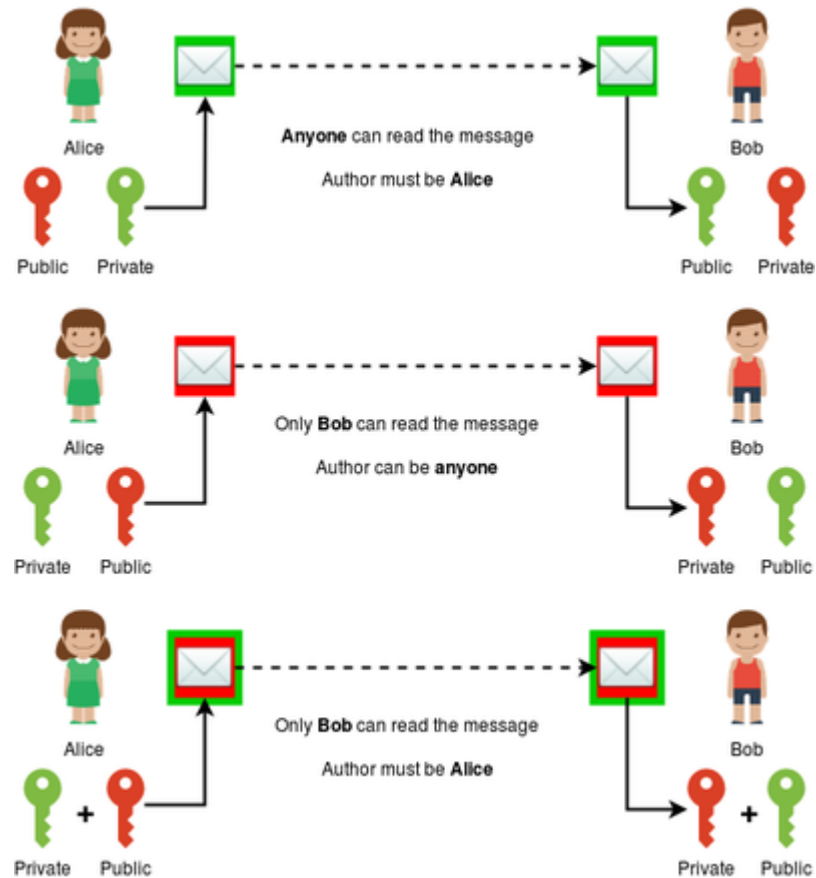 Alice
Anyone can read the message
Author must be Alice
Bob
Public Private
Public Private
Alice
Only Bob can read the message
Author can be anyone
Bob
Private Public
Private Public
Alice
Only Bob can read the message
Author must be Alice
Bob
+
+
Private Public
Private Public